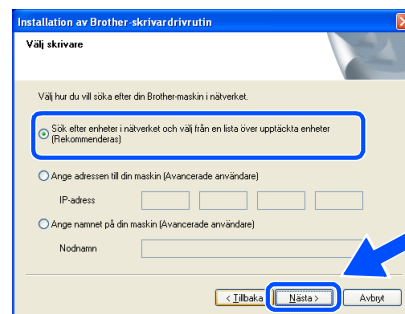 Installation av Brother-skrivardrivrutin
Välj skrivare
Välj hur du vill söka efter din Brother-maskin i nätverket.
Sök efter enheter i nätverket och välj från en lista över upptäckta enheter
(Rekommenderas)
Ange adressen till din maskin (Avancerade användare)
IP-adress
Ange namnet på din maskin (Avancerade användare)
Nodnamn
< Tillbaka Nästa > Avbryt